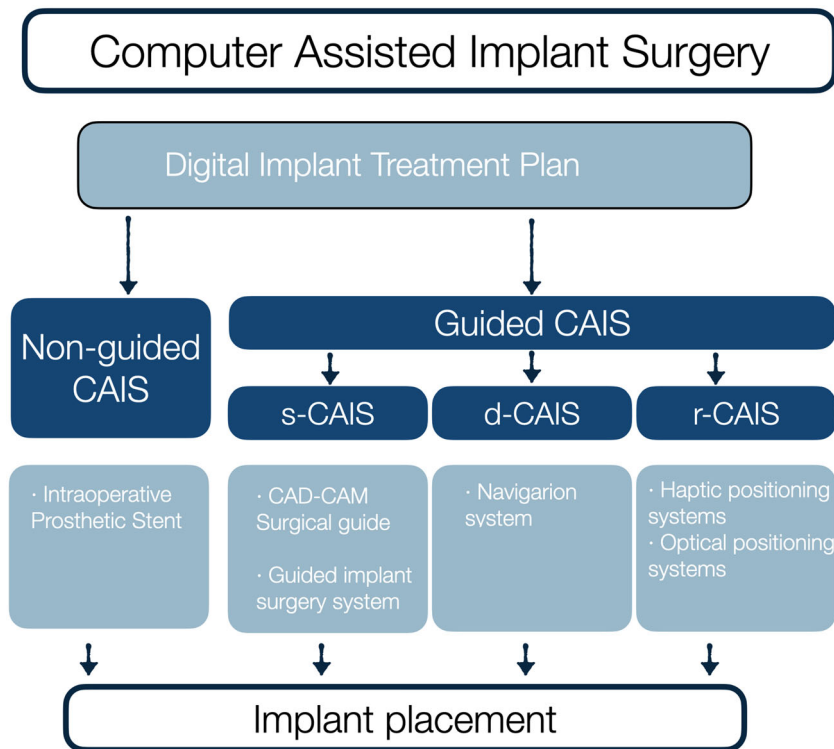 Computer Assisted Implant Surgery
Digital Implant Treatment Plan
Non-guided
CAIS
Guided CAIS
s-CAIS
d-CAIS
r-CAIS
· Intraoperative
Prosthetic Stent
· CAD-CAM
Surgical guide
· Guided implant
surgery system
· Navigarion
system
· Haptic positioning
systems
· Optical positioning
systems
Implant placement